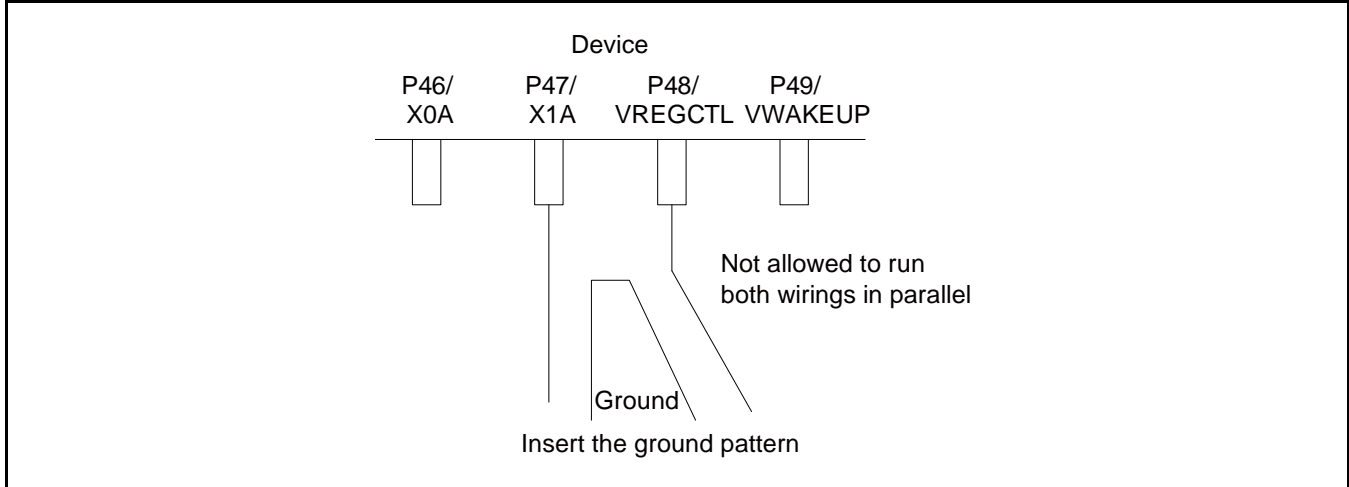 Device
P46/ P47/ P48/ P49/
X0A X1A VREGCTL VWAKEUP
Not allowed to run
both wirings in parallel
Ground
Insert the ground pattern